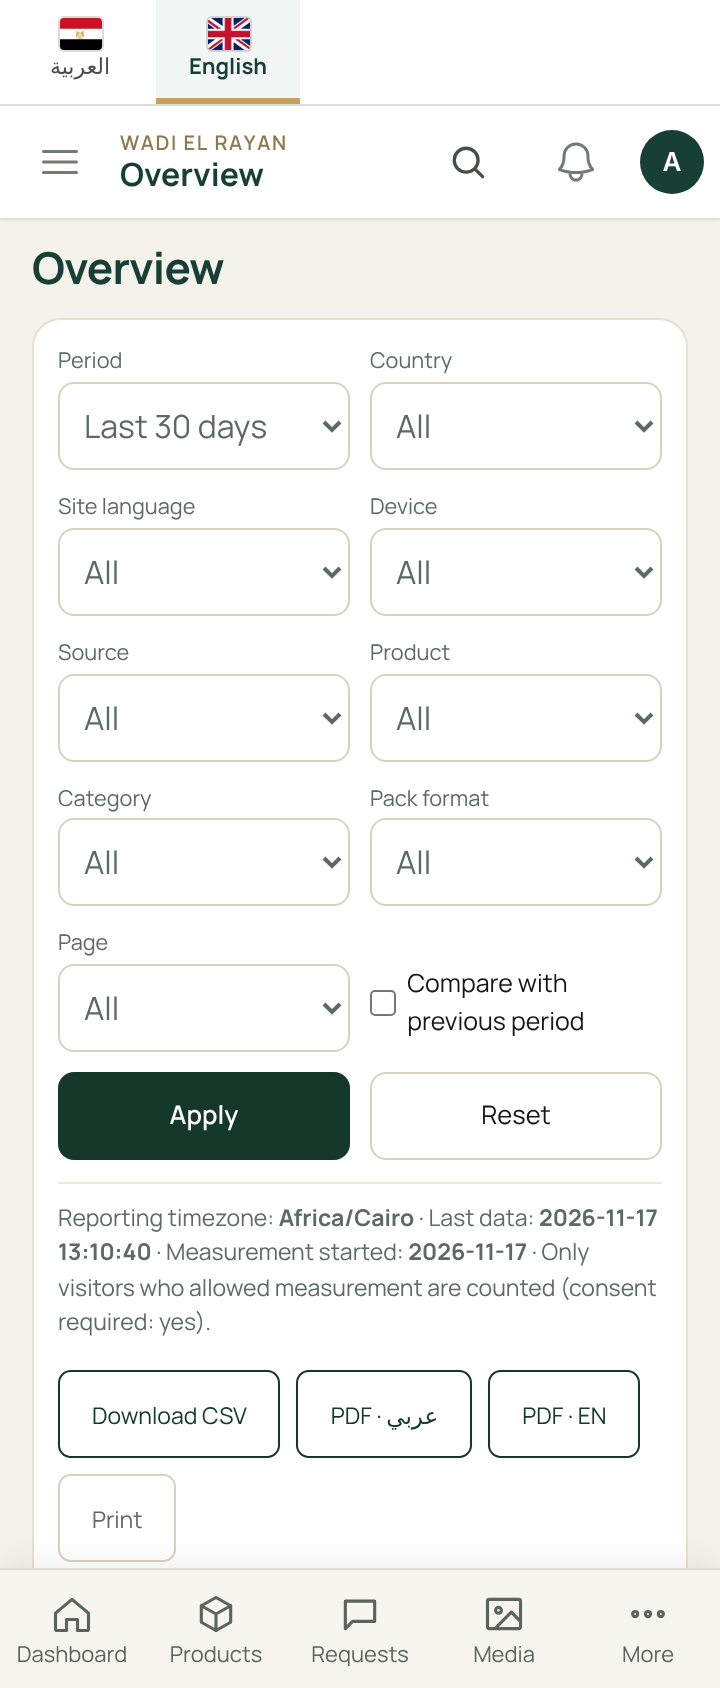 العربية
English
WADI EL RAYAN
Overview
A
Overview
Period
Country
Last 30 days
All
Site language
Device
All
All
Source
Product
All
All
Category
Pack format
All
All
Page
All
Compare with
previous period
Apply
Reset
Reporting timezone: Africa/Cairo · Last data: 2026-11-17
13:10:40 · Measurement started: 2026-11-17 · Only
visitors who allowed measurement are counted (consent
required: yes).
Download CSV
PDF · عربي
PDF · EN
Print
Dashboard
Products
Requests
Media
More